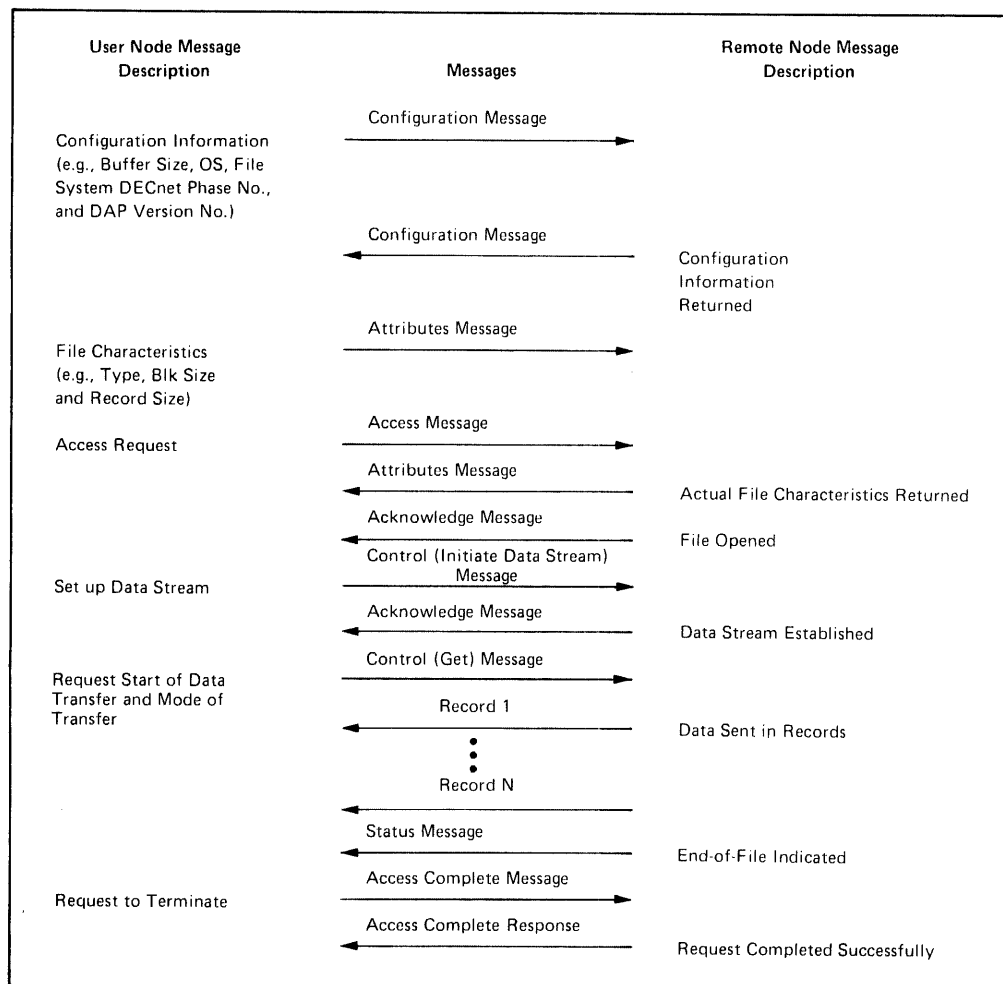 User Node Message
Description
Messages
Remote Node Message
Description
Configuration Message
Configuration Information
(e.g., Buffer Size, OS, File
System DECnet Phase No.,
and DAP Version No.)
Configuration Message
Configuration
Information
Returned
Attributes Message
File Characteristics
(e.g., Type, Blk Size
and Record Size)
Access Message
Access Request
Attributes Message
Actual File Characteristics Returned
Acknowledge Message
File Opened
Control (Initiate Data Stream)
Message
Set up Data Stream
Acknowledge Message
Data Stream Established
Control (Get) Message
Request Start of Data
Transfer and Mode of
Transfer
Record 1
Data Sent in Records
Record N
Status Message
End-of-File Indicated
Access Complete Message
Request to Terminate
Access Complete Response
Request Completed Successfully